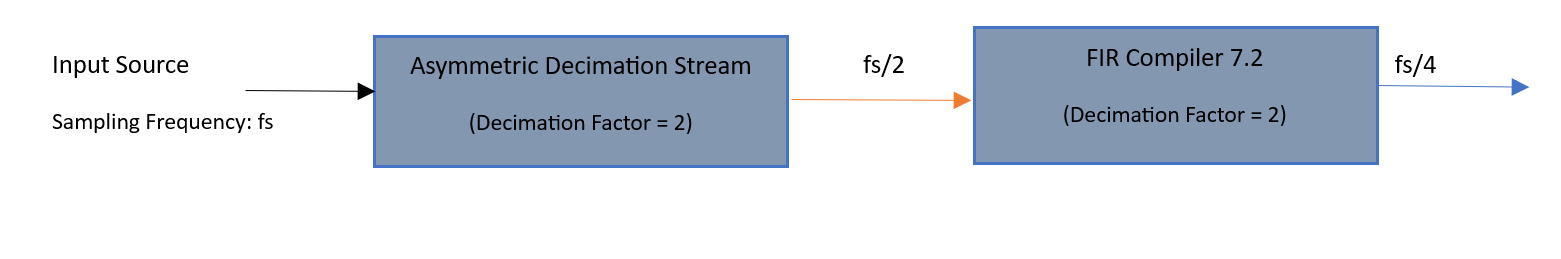 Input Source
Sampling Frequency: fs
Asymmetric Decimation Stream
(Decimation Factor = 2)
fs/2
FIR Compiler 7.2
(Decimation Factor = 2)
fs/4